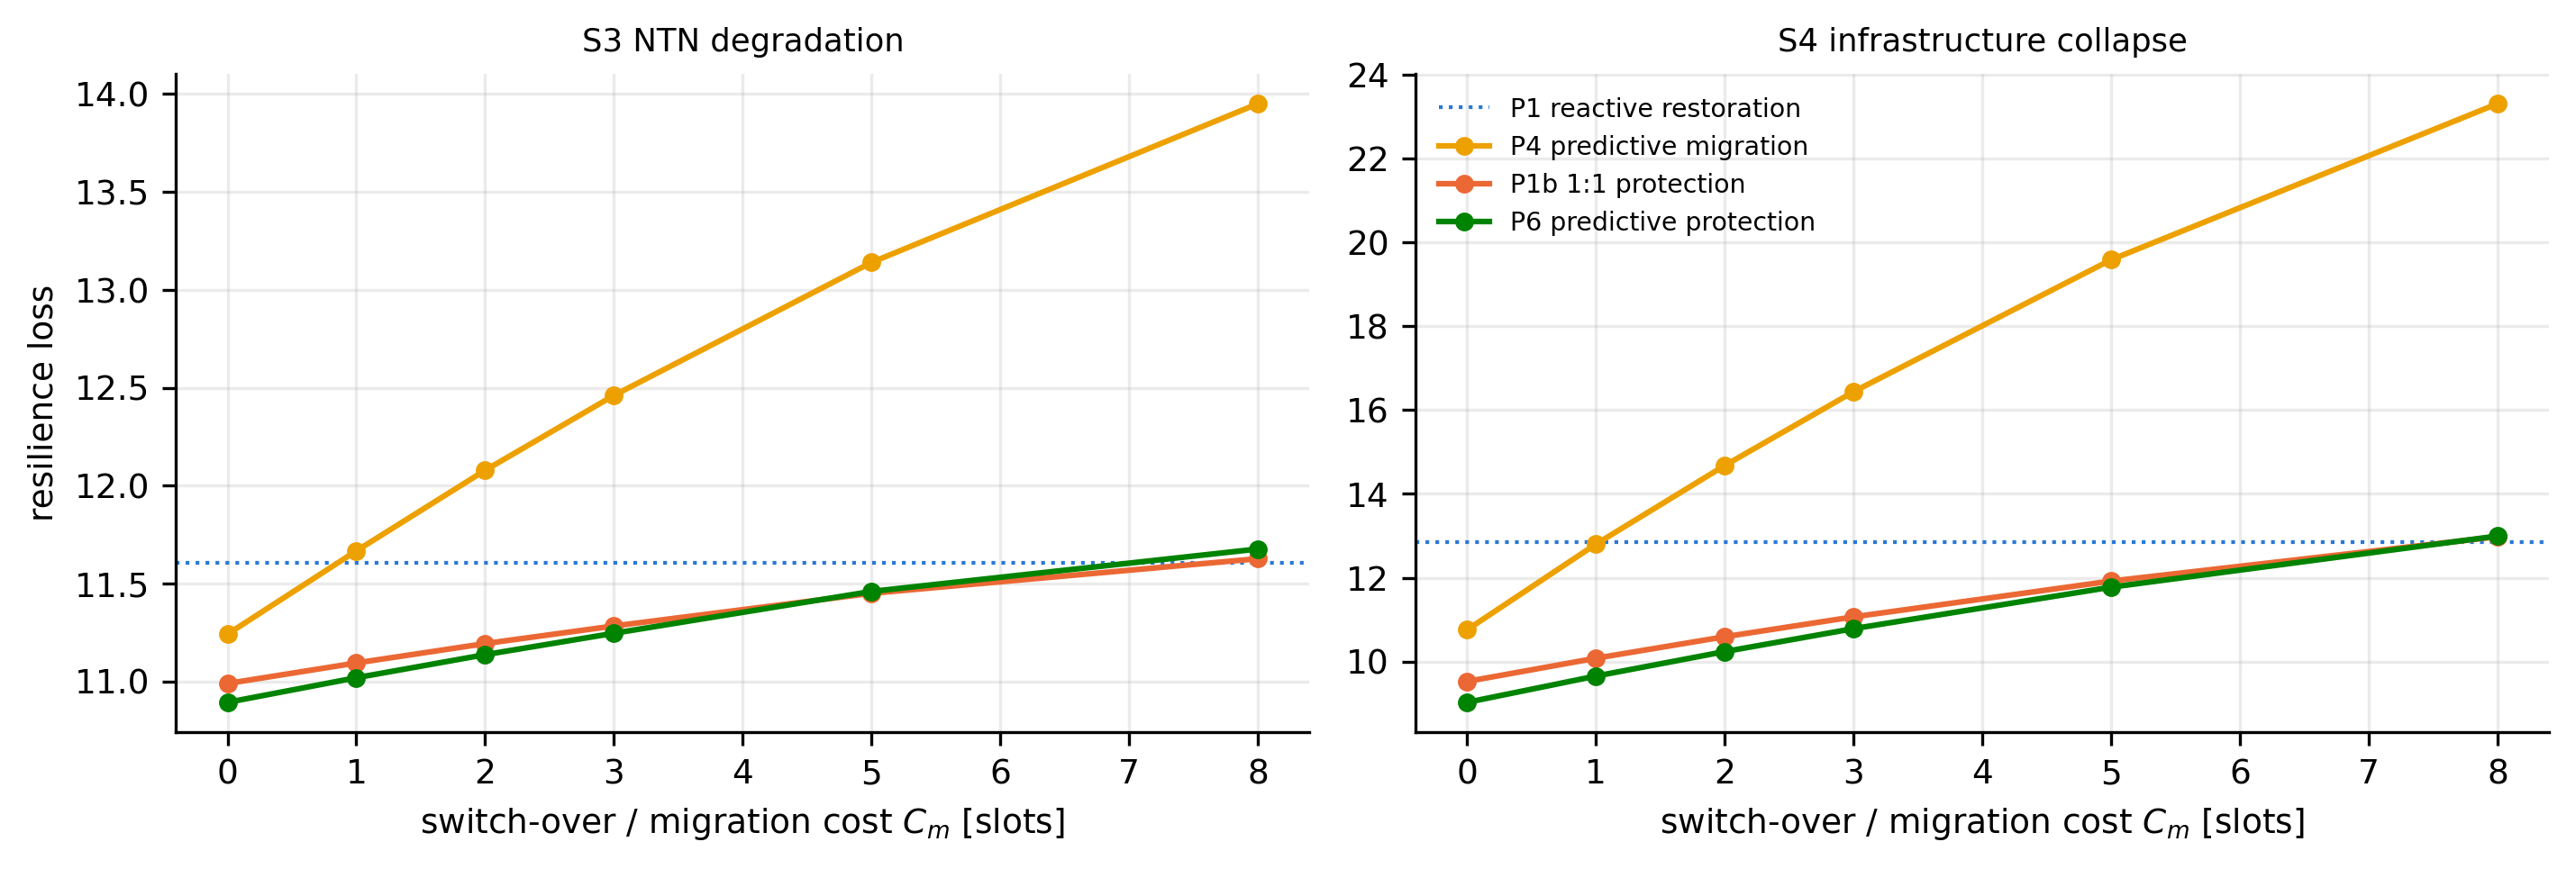 S3 NTN degradation
resilience loss
14.0
13.5
13.0
12.5
12.0
11.5
11.0
0 1 2 3 4 5 6 7 8
switch-over / migration cost Cₘ [slots]
S4 infrastructure collapse
P1 reactive restoration
P4 predictive migration
P1b 1:1 protection
P6 predictive protection
24
22
20
18
16
14
12
10
0 1 2 3 4 5 6 7 8
switch-over / migration cost Cₘ [slots]